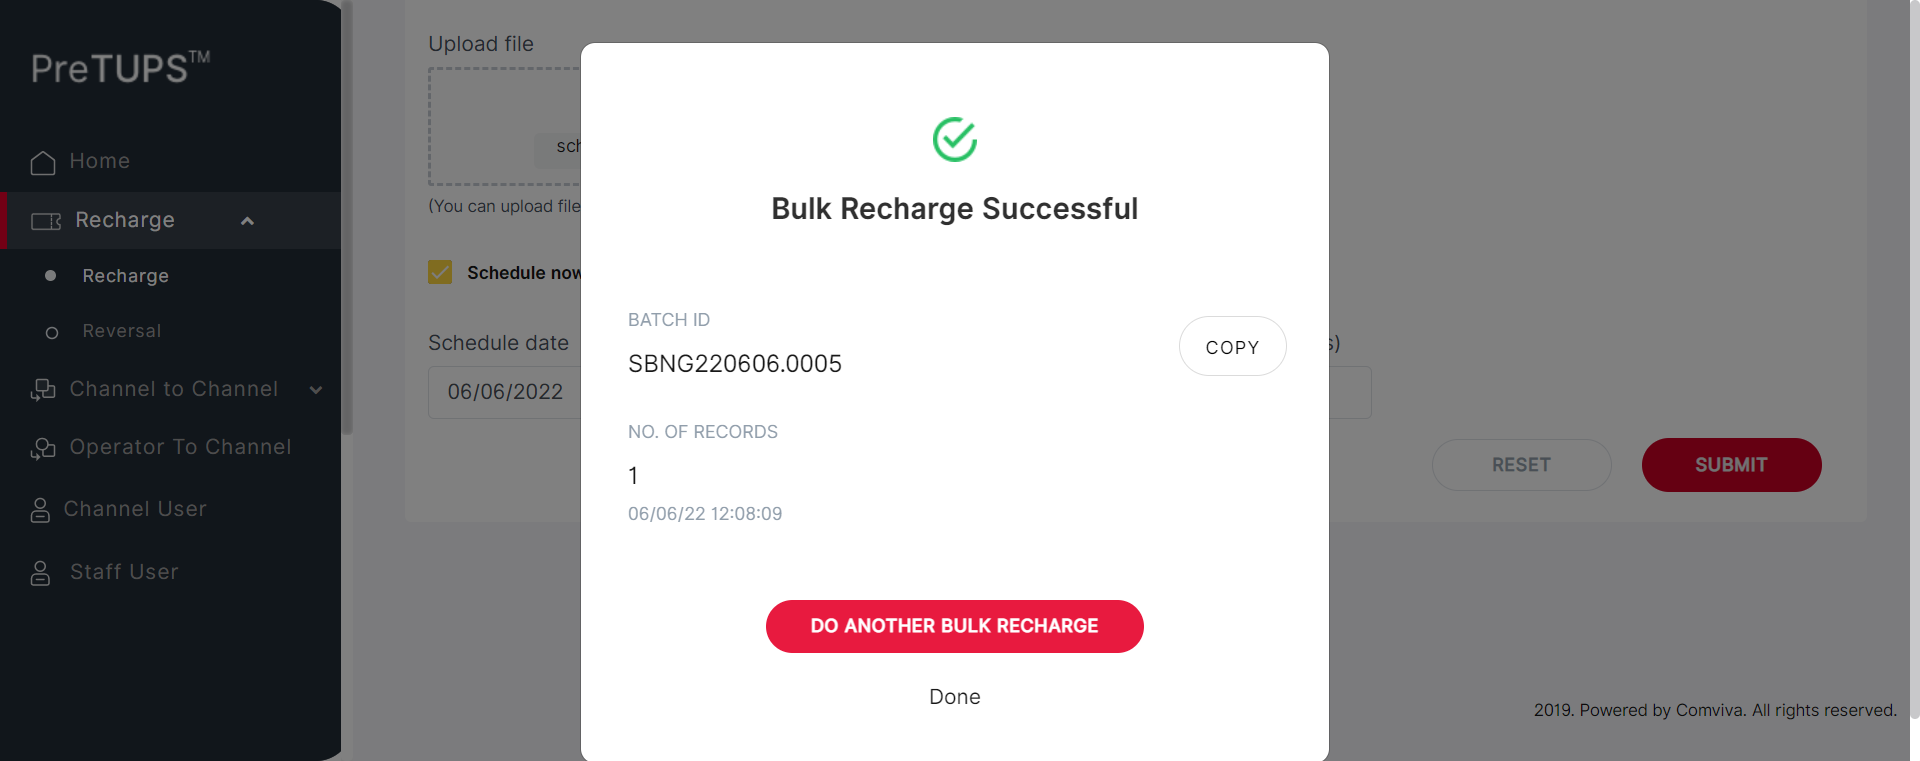 PreTUPS™
Home
Recharge
Recharge
Reversal
Channel to Channel
Operator To Channel
Channel User
Staff User
Upload file
sch
(You can upload file
Schedule now
Schedule date
s)
06/06/2022
RESET
SUBMIT
Bulk Recharge Successful
BATCH ID
SBNG220606.0005
COPY
NO. OF RECORDS
1
06/06/22 12:08:09
DO ANOTHER BULK RECHARGE
Done
2019. Powered by Comviva. All rights reserved.